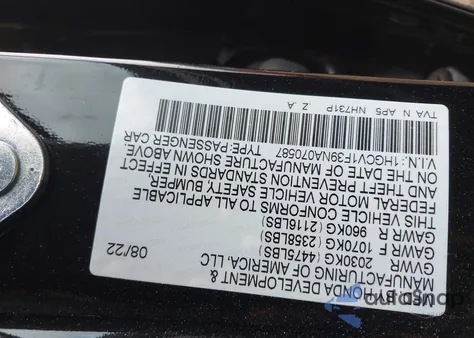 HONDA DEVELOPMENT &
MANUFACTURING OF AMERICA, LLC
08/22
GVWR 2030KG (4475LBS)
GAWR F 1070KG (2358LBS)
GAWR R 960KG (2116LBS)
THIS VEHICLE CONFORMS TO ALL APPLICABLE
FEDERAL MOTOR VEHICLE SAFETY, BUMPER,
AND THEFT PREVENTION STANDARDS IN EFFECT
ON THE DATE OF MANUFACTURE SHOWN ABOVE
V.I.N.: 1HGCV1F39NA070587 TYPE: PASSENGER CAR
TVA N AP5 NH731P Z A
autosnap